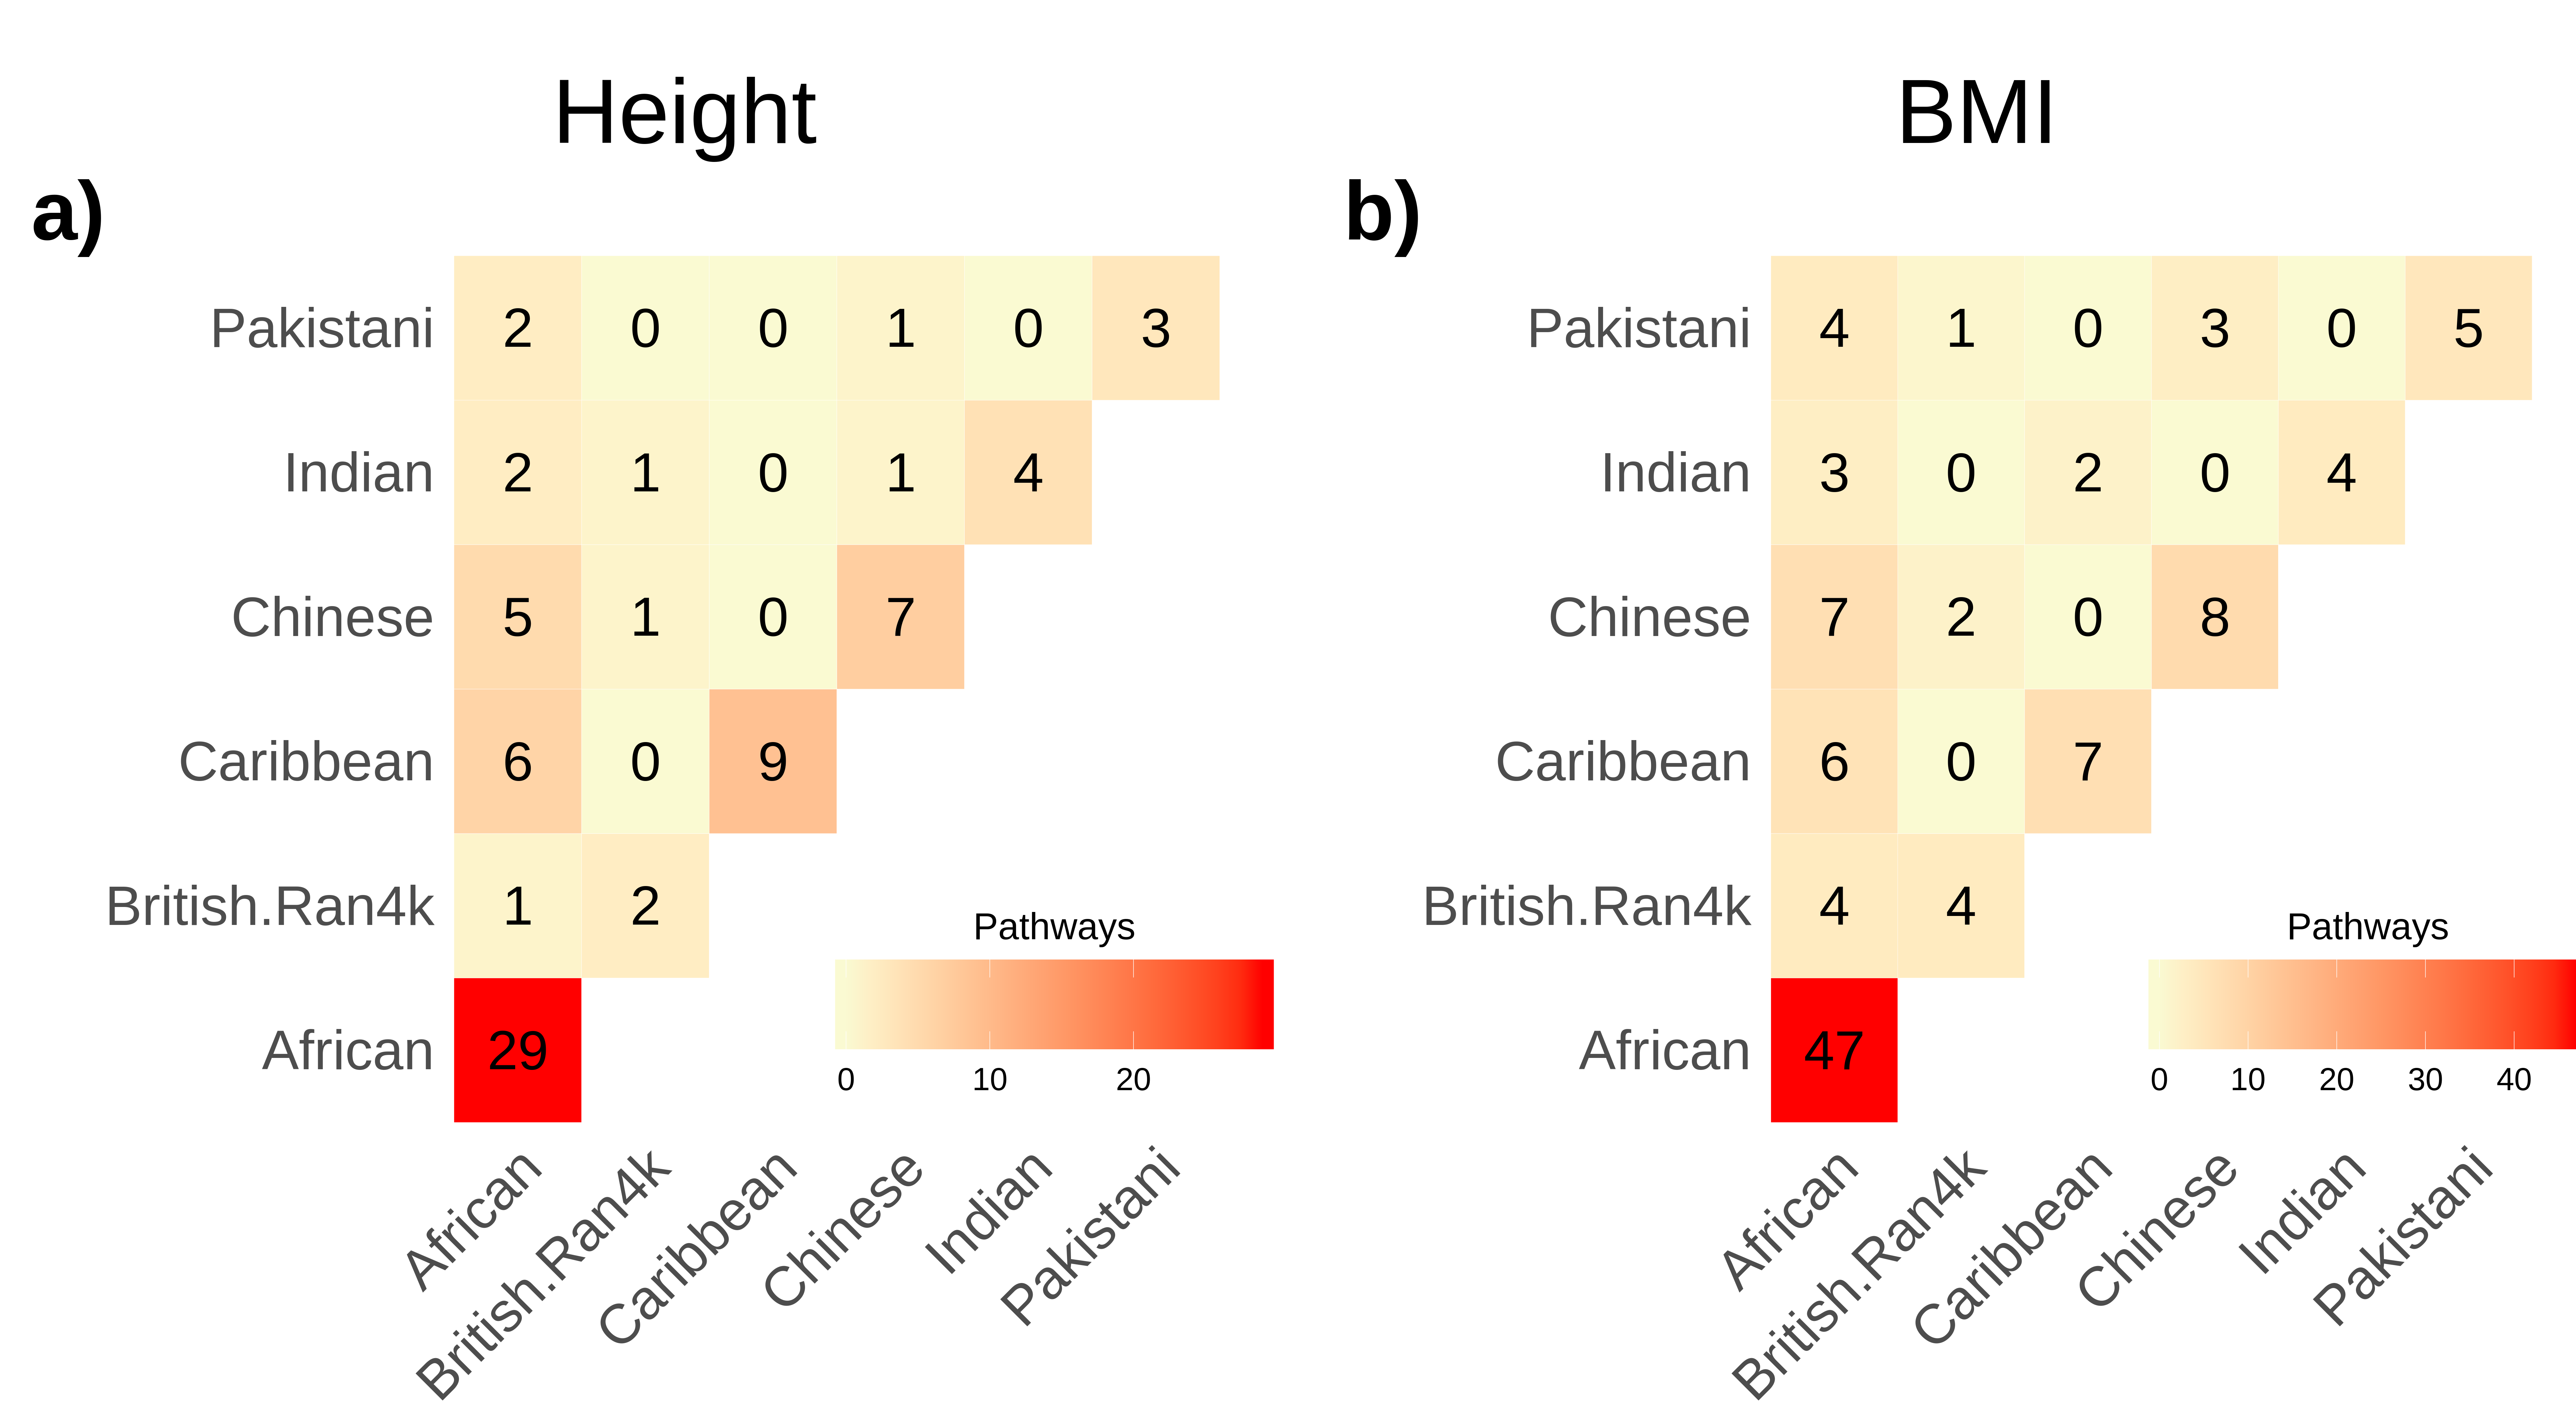 Height
a)
Pakistani 2 0 0 1 0 3
Indian 2 1 0 1 4
Chinese 5 1 0 7
Caribbean 6 0 9
British.Ran4k 1 2
African 29
Pathways
0 10 20
African
British.Ran4k
Caribbean
Chinese
Indian
Pakistani
BMI
b)
Pakistani 4 1 0 3 0 5
Indian 3 0 2 0 4
Chinese 7 2 0 8
Caribbean 6 0 7
British.Ran4k 4 4
African 47
Pathways
0 10 20 30 40
African
British.Ran4k
Caribbean
Chinese
Indian
Pakistani